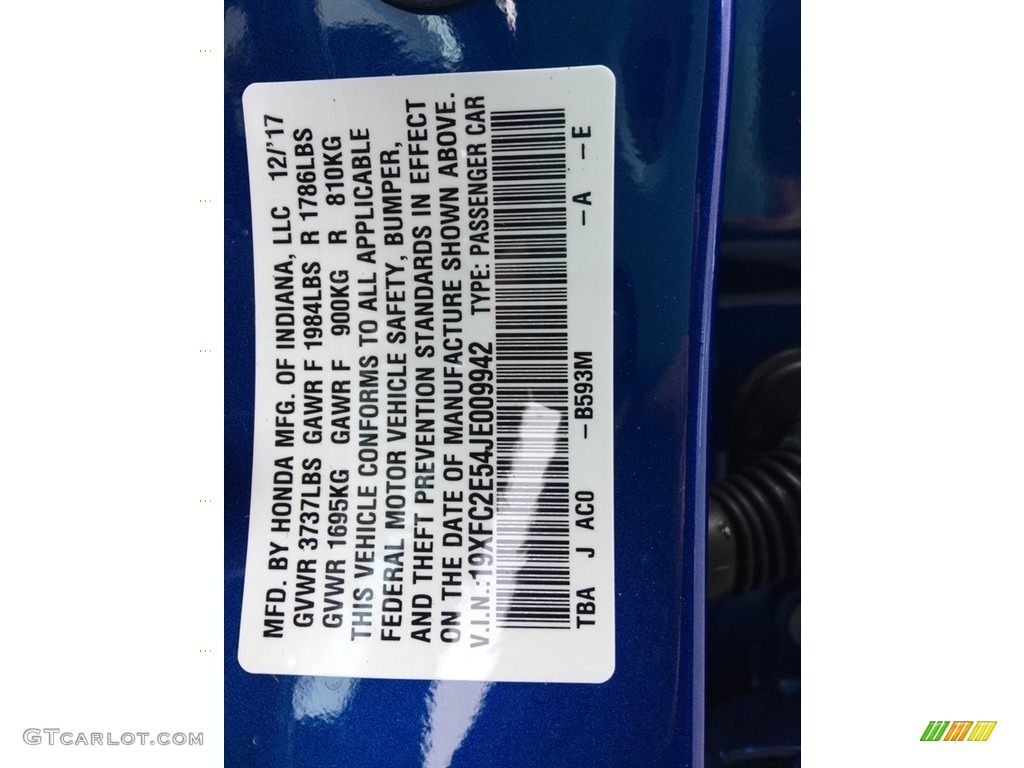 MFD. BY HONDA MFG. OF INDIANA, LLC 12/'17
GVWR 3737LBS GAWR F 1984LBS R 1786LBS
GVWR 1695KG GAWR F 900KG R 810KG
THIS VEHICLE CONFORMS TO ALL APPLICABLE
FEDERAL MOTOR VEHICLE SAFETY, BUMPER,
AND THEFT PREVENTION STANDARDS IN EFFECT
ON THE DATE OF MANUFACTURE SHOWN ABOVE.
V.I.N.:19XFC2E54JE009942 TYPE: PASSENGER CAR
TBA J AC0 –B593M –A –E
GTCarlot.com